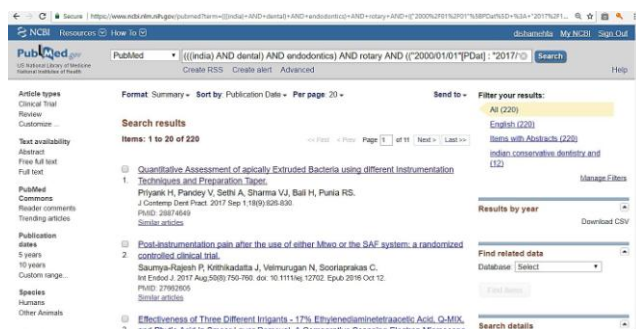 Secure | https://www.ncbi.nlm.nih.gov/pubmed?term=(((india)+AND+dental)+AND+endodontics)+AND+rotary+AND+(("2000%2F01%2F01"%5BPDat%5D+%3A+"2017%2F1...
NCBI Resources How To dishamehta My NCBI Sign Out
PubMed.gov PubMed (((india) AND dental) AND endodontics) AND rotary AND (("2000/01/01"[PDat] : "2017/ Search
US National Library of Medicine
National Institutes of Health
Create RSS Create alert Advanced Help
Article types
Clinical Trial
Review
Customize ...
Text availability
Abstract
Free full text
Full text
PubMed
Commons
Reader comments
Trending articles
Publication
dates
5 years
10 years
Custom range...
Species
Humans
Other Animals
Format: Summary Sort by: Publication Date Per page: 20 Send to
Search results
Items: 1 to 20 of 220 << First < Prev Page 1 of 11 Next > Last >>
Quantitative Assessment of apically Extruded Bacteria using different Instrumentation
1. Techniques and Preparation Taper.
Priyank H, Pandey V, Sethi A, Sharma VJ, Bali H, Punia RS.
J Contemp Dent Pract. 2017 Sep 1;18(9):826-830.
PMID: 28874649
Similar articles
Post-instrumentation pain after the use of either Mtwo or the SAF system: a randomized
2. controlled clinical trial.
Saumya-Rajesh P, Krithikadatta J, Velmurugan N, Sooriaprakas C.
Int Endod J. 2017 Aug;50(8):750-760. doi: 10.1111/iej.12702. Epub 2016 Oct 12.
PMID: 27662605
Similar articles
Effectiveness of Three Different Irrigants - 17% Ethylenediaminetetraacetic Acid, Q-MIX,
and Phytic Acid in Smear Layer Removal: A Comparative Scanning Electron Microscope
Filter your results:
All (220)
English (220)
Items with Abstracts (220)
indian conservative dentistry and
(12)
Manage Filters
Results by year
Download CSV
Find related data
Database: Select
Find items
Search details